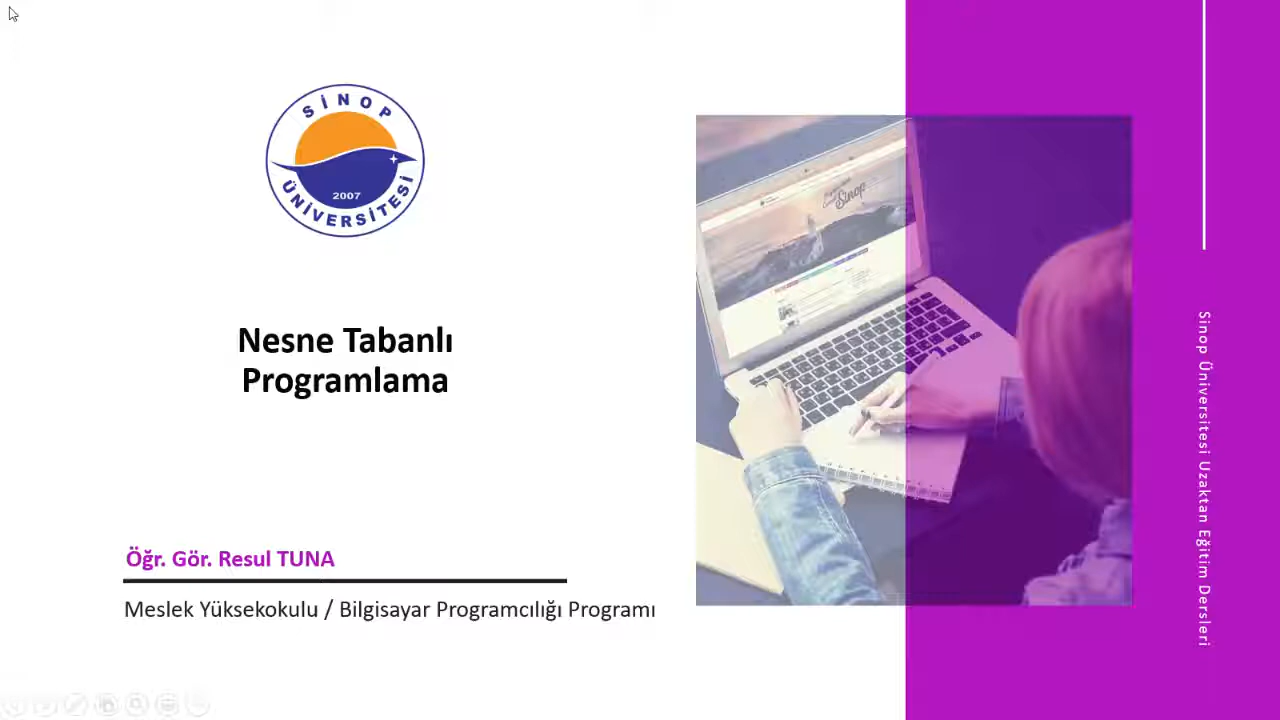 SİNOP
ÜNİVERSİTESİ
2007
Nesne Tabanlı
Programlama
Öğr. Gör. Resul TUNA
Meslek Yüksekokulu / Bilgisayar Programcılığı Programı
Sinop
Sinop Üniversitesi Uzaktan Eğitim Dersleri